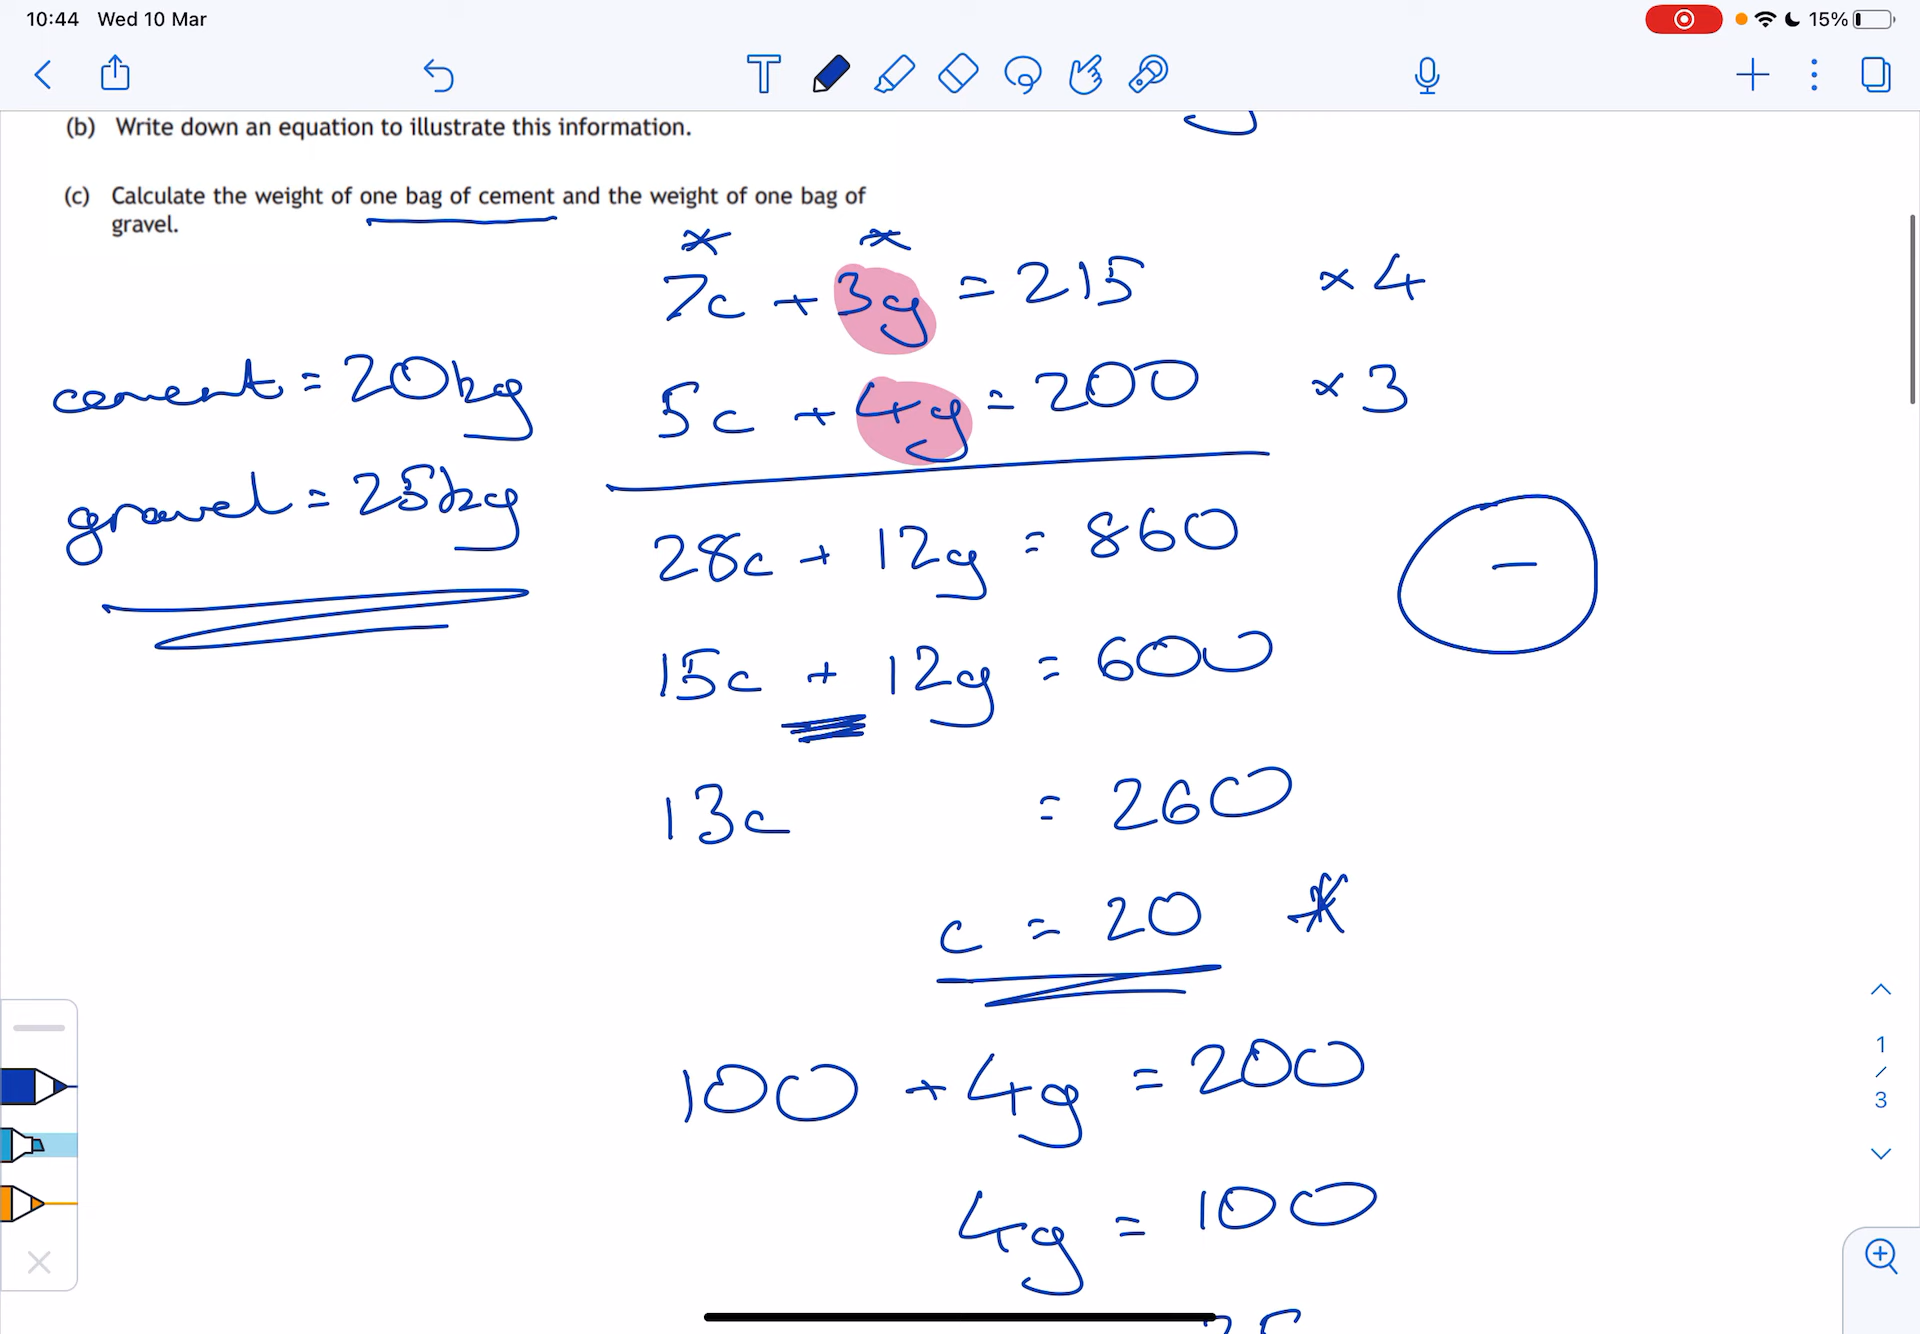 10:44 Wed 10 Mar 15%
(b) Write down an equation to illustrate this information.
(c) Calculate the weight of one bag of cement and the weight of one bag of
gravel.
* *
7c + 3g = 215 × 4
5c + 4g = 200 × 3
cement = 20kg
gravel = 25kg
28c + 12g = 860
−
15c + 12g = 600
13c = 260
c = 20 *
100 + 4g = 200
4g = 100
1
/
3